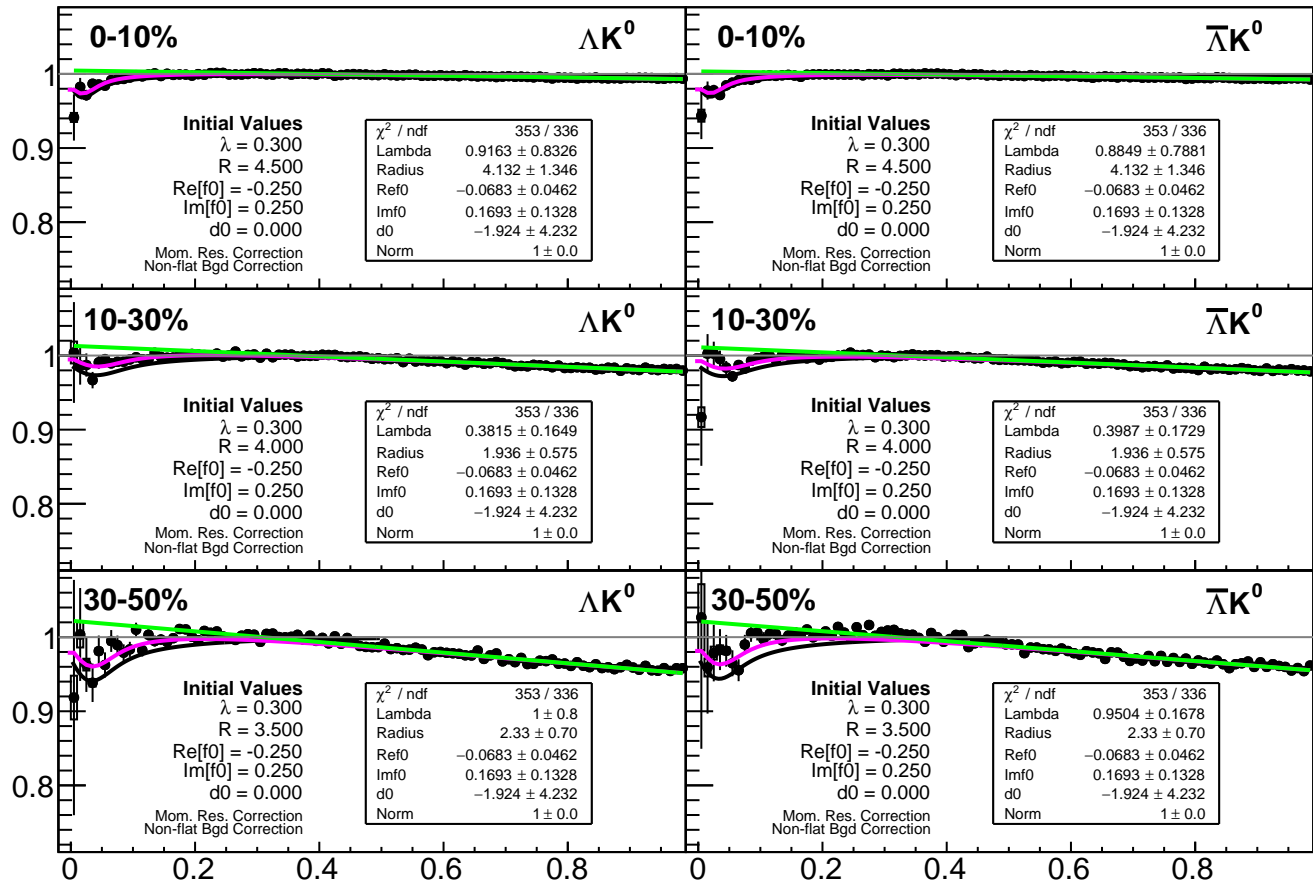 0-10%
ΛK⁰
1
0.9
0.8
Initial Values
λ = 0.300
R = 4.500
Re[f0] = -0.250
Im[f0] = 0.250
d0 = 0.000
Mom. Res. Correction
Non-flat Bgd Correction
χ² / ndf 353 / 336
Lambda 0.9163 ± 0.8326
Radius 4.132 ± 1.346
Ref0 −0.0683 ± 0.0462
Imf0 0.1693 ± 0.1328
d0 −1.924 ± 4.232
Norm 1 ± 0.0
0-10%
Λ̅K⁰
Initial Values
λ = 0.300
R = 4.500
Re[f0] = -0.250
Im[f0] = 0.250
d0 = 0.000
Mom. Res. Correction
Non-flat Bgd Correction
χ² / ndf 353 / 336
Lambda 0.8849 ± 0.7881
Radius 4.132 ± 1.346
Ref0 −0.0683 ± 0.0462
Imf0 0.1693 ± 0.1328
d0 −1.924 ± 4.232
Norm 1 ± 0.0
10-30%
ΛK⁰
1
0.9
0.8
Initial Values
λ = 0.300
R = 4.000
Re[f0] = -0.250
Im[f0] = 0.250
d0 = 0.000
Mom. Res. Correction
Non-flat Bgd Correction
χ² / ndf 353 / 336
Lambda 0.3815 ± 0.1649
Radius 1.936 ± 0.575
Ref0 −0.0683 ± 0.0462
Imf0 0.1693 ± 0.1328
d0 −1.924 ± 4.232
Norm 1 ± 0.0
10-30%
Λ̅K⁰
Initial Values
λ = 0.300
R = 4.000
Re[f0] = -0.250
Im[f0] = 0.250
d0 = 0.000
Mom. Res. Correction
Non-flat Bgd Correction
χ² / ndf 353 / 336
Lambda 0.3987 ± 0.1729
Radius 1.936 ± 0.575
Ref0 −0.0683 ± 0.0462
Imf0 0.1693 ± 0.1328
d0 −1.924 ± 4.232
Norm 1 ± 0.0
30-50%
ΛK⁰
1
0.9
0.8
Initial Values
λ = 0.300
R = 3.500
Re[f0] = -0.250
Im[f0] = 0.250
d0 = 0.000
Mom. Res. Correction
Non-flat Bgd Correction
χ² / ndf 353 / 336
Lambda 1 ± 0.8
Radius 2.33 ± 0.70
Ref0 −0.0683 ± 0.0462
Imf0 0.1693 ± 0.1328
d0 −1.924 ± 4.232
Norm 1 ± 0.0
30-50%
Λ̅K⁰
Initial Values
λ = 0.300
R = 3.500
Re[f0] = -0.250
Im[f0] = 0.250
d0 = 0.000
Mom. Res. Correction
Non-flat Bgd Correction
χ² / ndf 353 / 336
Lambda 0.9504 ± 0.1678
Radius 2.33 ± 0.70
Ref0 −0.0683 ± 0.0462
Imf0 0.1693 ± 0.1328
d0 −1.924 ± 4.232
Norm 1 ± 0.0
0 0.2 0.4 0.6 0.8
0 0.2 0.4 0.6 0.8